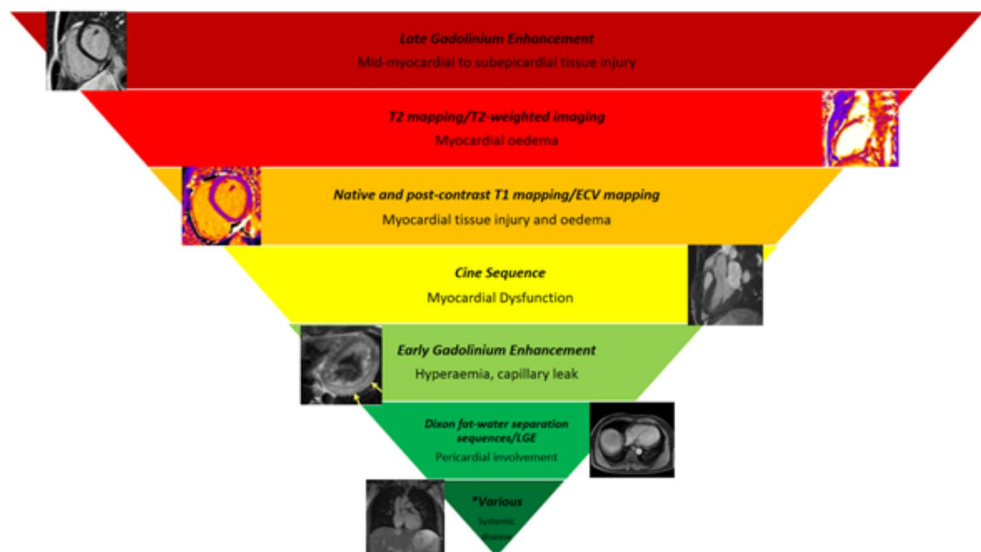 Late Gadolinium Enhancement
Mid-myocardial to subepicardial tissue injury
T2 mapping/T2-weighted imaging
Myocardial oedema
Native and post-contrast T1 mapping/ECV mapping
Myocardial tissue injury and oedema
Cine Sequence
Myocardial Dysfunction
Early Gadolinium Enhancement
Hyperaemia, capillary leak
Dixon fat-water separation
sequences/LGE
Pericardial involvement
*Various
Systemic
disease